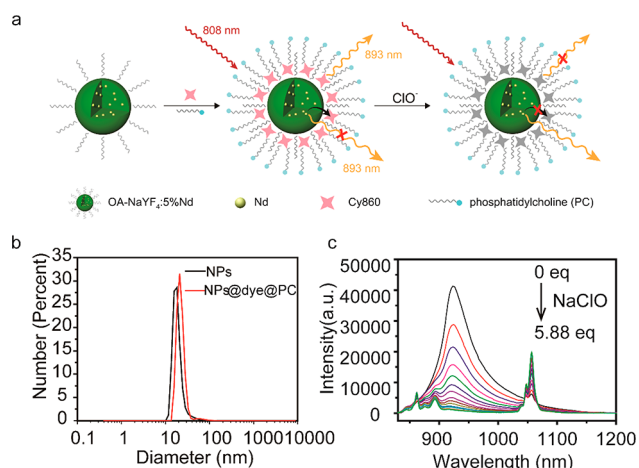 a
808 nm
893 nm
893 nm
ClO⁻
OA-NaYF₄:5%Nd
Nd
Cy860
phosphatidylcholine (PC)
b
35
30
25
20
15
10
5
0
Number (Percent)
NPs
NPs@dye@PC
0.1
1
10
100
1000
10000
Diameter (nm)
c
50000
40000
30000
20000
10000
0
Intensity(a.u.)
0 eq
NaClO
5.88 eq
900
1000
1100
1200
Wavelength (nm)